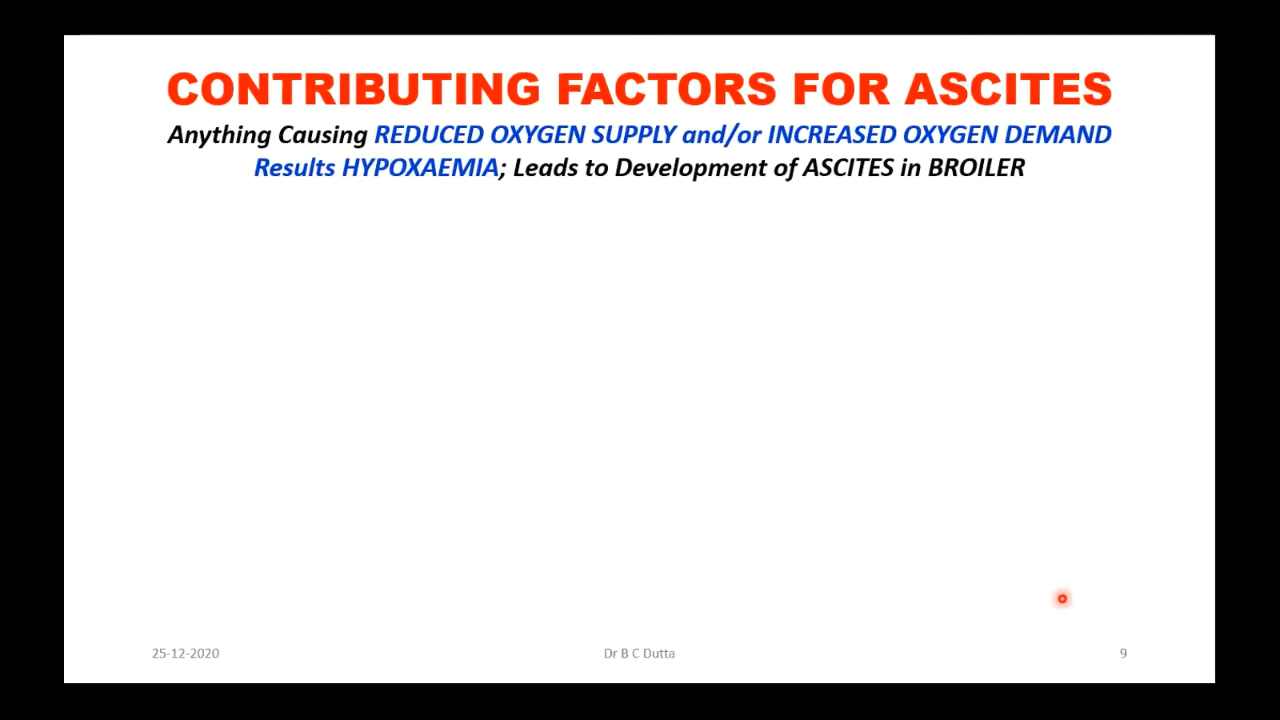 CONTRIBUTING FACTORS FOR ASCITES
Anything Causing REDUCED OXYGEN SUPPLY and/or INCREASED OXYGEN DEMAND
Results HYPOXAEMIA; Leads to Development of ASCITES in BROILER
25-12-2020
Dr B C Dutta
9